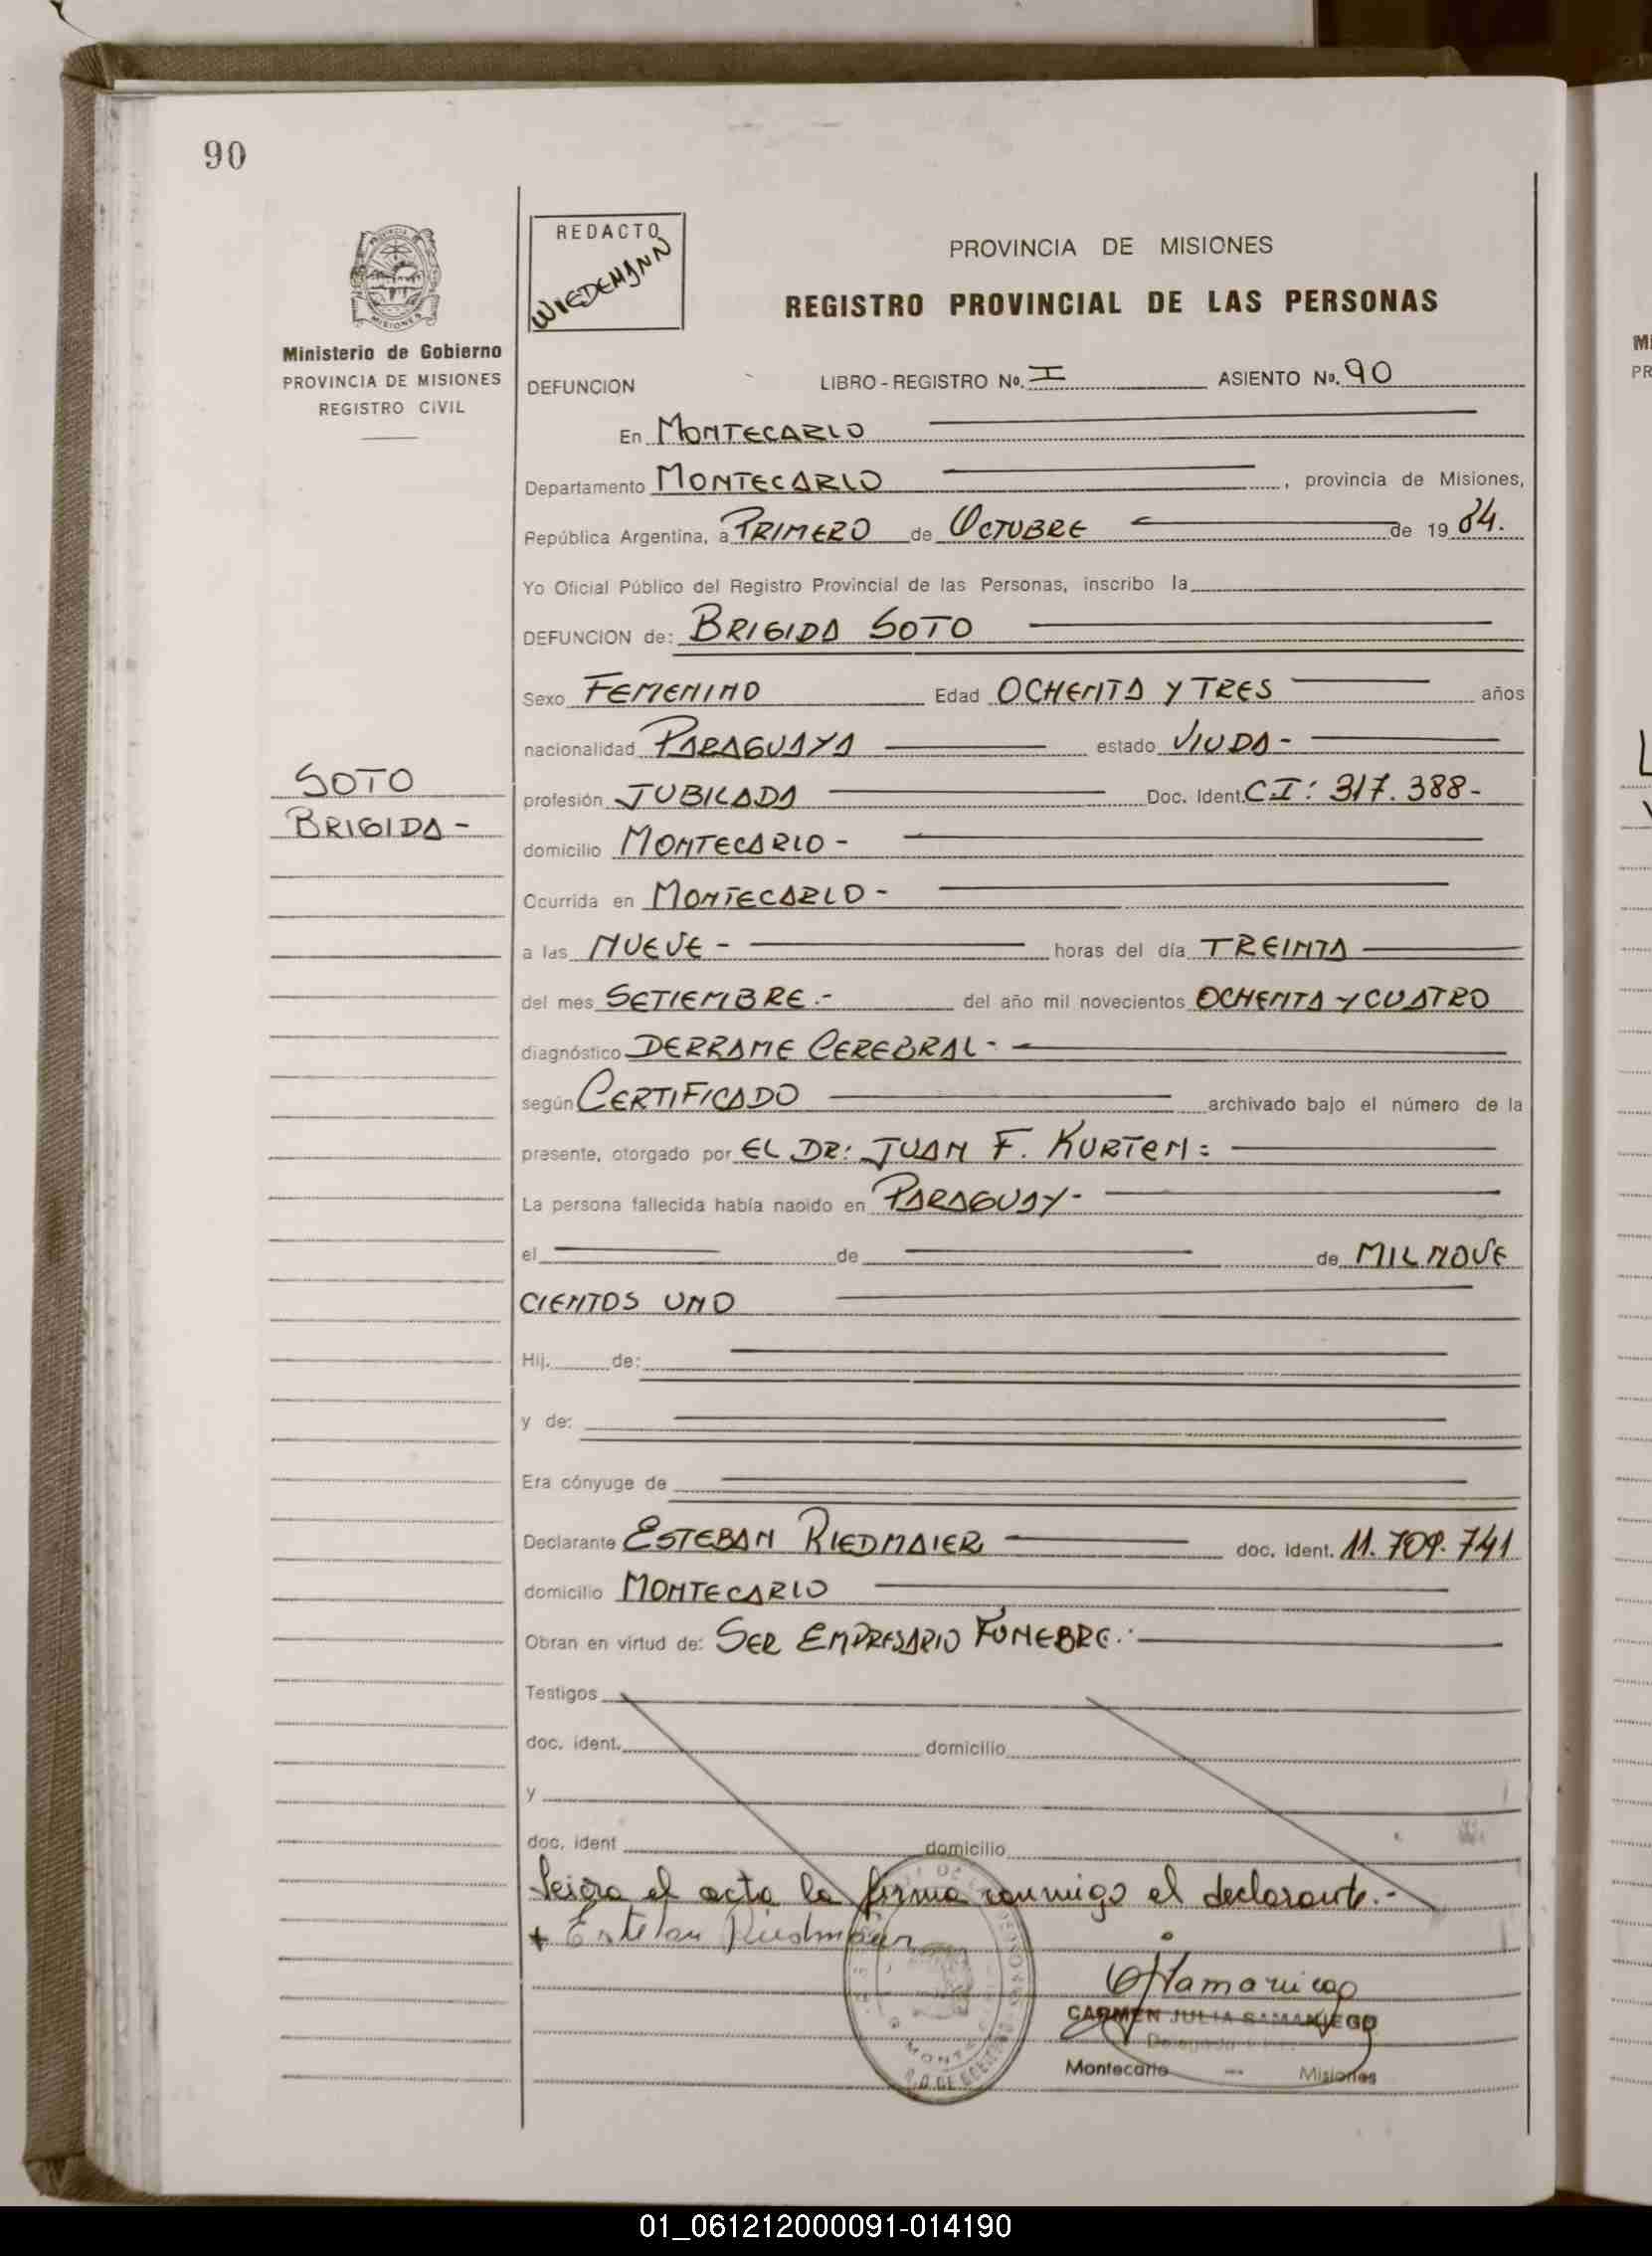 90
REDACTO
WIEDEMANN
PROVINCIA DE MISIONES
REGISTRO PROVINCIAL DE LAS PERSONAS
MISIONES
Ministerio de Gobierno
PROVINCIA DE MISIONES
REGISTRO CIVIL
DEFUNCION LIBRO-REGISTRO No. I ASIENTO No. 90
En MONTECARLO
Departamento MONTECARLO, provincia de Misiones,
República Argentina, a PRIMERO de OCTUBRE de 19 84.
Yo Oficial Público del Registro Provincial de las Personas, inscribo la
DEFUNCION de: BRIGIDA SOTO
Sexo FEMENINO Edad OCHENTA Y TRES años
nacionalidad PARAGUAYA estado VIUDA-
SOTO
BRIGIDA-
profesión JUBILADA Doc. Ident. CI: 317.388-
domicilio MONTECARLO-
Ocurrida en MONTECARLO-
a las NUEVE- horas del día TREINTA
del mes SETIEMBRE.- del año mil novecientos OCHENTA Y CUATRO
diagnóstico DERRAME CEREBRAL-
según CERTIFICADO archivado bajo el número de la
presente, otorgado por EL DR: JUAN F. KURTEN:
La persona fallecida había nacido en PARAGUAY-
el de de MIL NOVE
CIENTOS UNO
Hij. de:
y de:
Era cónyuge de
Declarante ESTEBAN RIEDMAIER doc. ident. 11.709.741
domicilio MONTECARLO
Obran en virtud de: SER EMPRESARIO FUNEBRE.-
Testigos
doc. ident. domicilio
y
doc. ident domicilio
Leida el acta la firma conmigo el declarante.-
+ Esteban Riedmaier
CARMEN JULIA SAMANIEGO
Montecarlo — Misiones
01_061212000091-014190